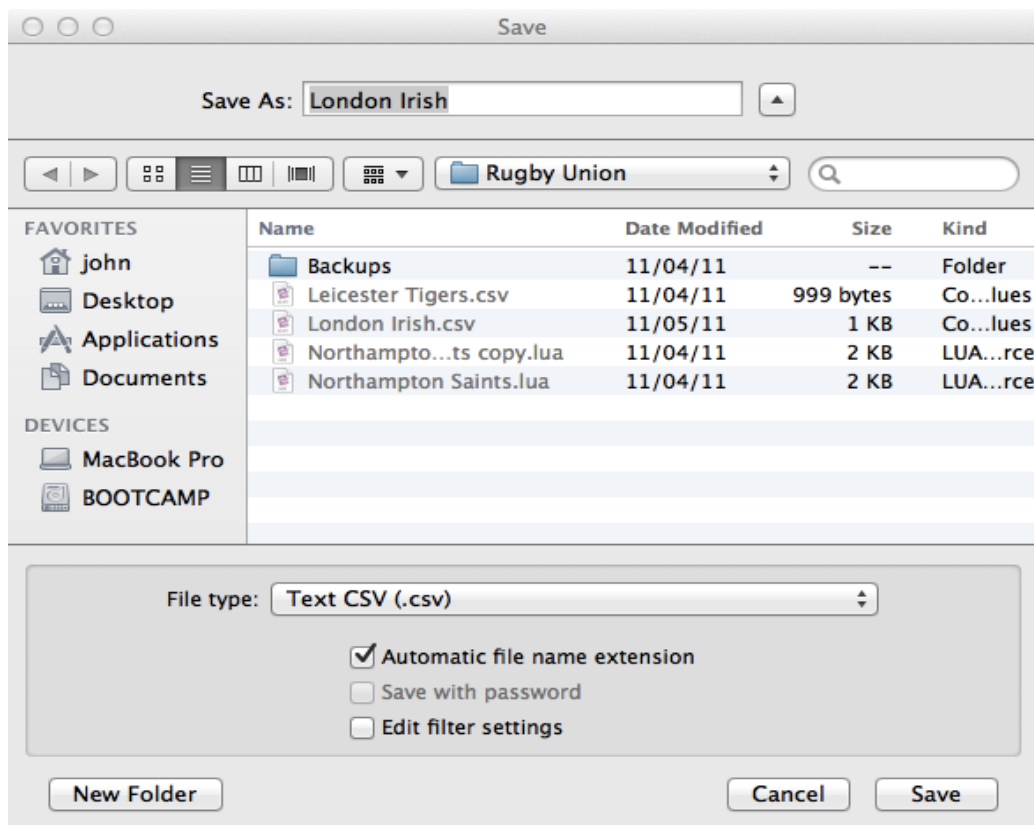 Save
Save As: London Irish
Rugby Union
FAVORITES
john
Desktop
Applications
Documents
DEVICES
MacBook Pro
BOOTCAMP
Name Date Modified Size Kind
Backups 11/04/11 -- Folder
Leicester Tigers.csv 11/04/11 999 bytes Co...lues
London Irish.csv 11/05/11 1 KB Co...lues
Northampto...ts copy.lua 11/04/11 2 KB LUA...rce
Northampton Saints.lua 11/04/11 2 KB LUA...rce
File type: Text CSV (.csv)
Automatic file name extension
Save with password
Edit filter settings
New Folder Cancel Save